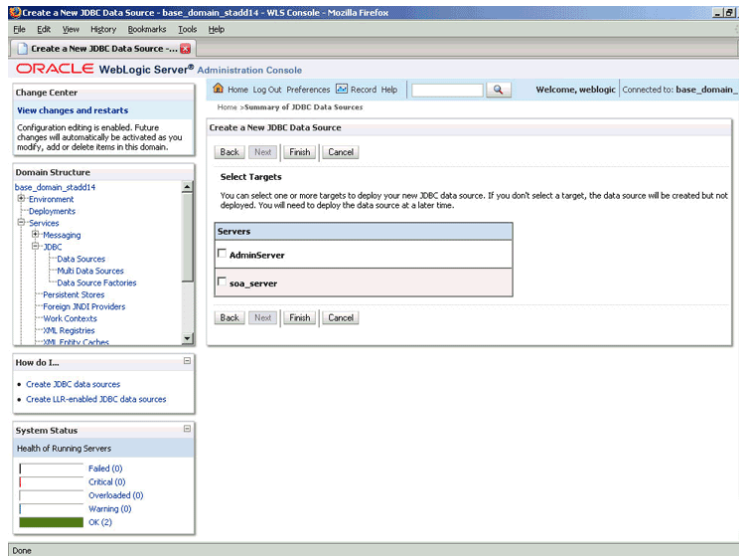 Create a New JDBC Data Source - base_domain_stadd14 - WLS Console - Mozilla Firefox
File Edit View History Bookmarks Tools Help
Create a New JDBC Data Source -...
ORACLE WebLogic Server® Administration Console
Change Center
View changes and restarts
Configuration editing is enabled. Future
changes will automatically be activated as you
modify, add or delete items in this domain.
Domain Structure
base_domain_stadd14
Environment
Deployments
Services
Messaging
JDBC
Data Sources
Multi Data Sources
Data Source Factories
Persistent Stores
Foreign JNDI Providers
Work Contexts
XML Registries
XML Entity Caches
How do I...
Create JDBC data sources
Create LLR-enabled JDBC data sources
System Status
Health of Running Servers
Failed (0)
Critical (0)
Overloaded (0)
Warning (0)
OK (2)
Home Log Out Preferences Record Help
Welcome, weblogic Connected to: base_domain_
Home >Summary of JDBC Data Sources
Create a New JDBC Data Source
Back Next Finish Cancel
Select Targets
You can select one or more targets to deploy your new JDBC data source. If you don't select a target, the data source will be created but not
deployed. You will need to deploy the data source at a later time.
Servers
AdminServer
soa_server
Back Next Finish Cancel
Done